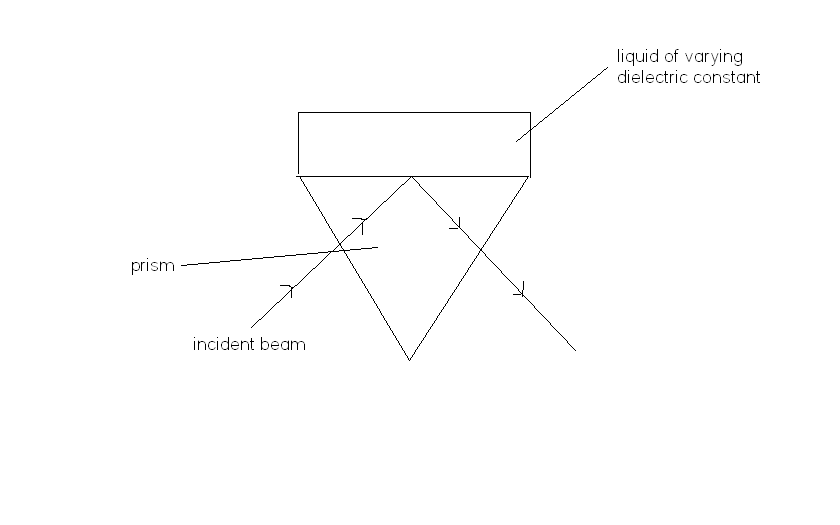 liquid of varying
dielectric constant
prism
incident beam